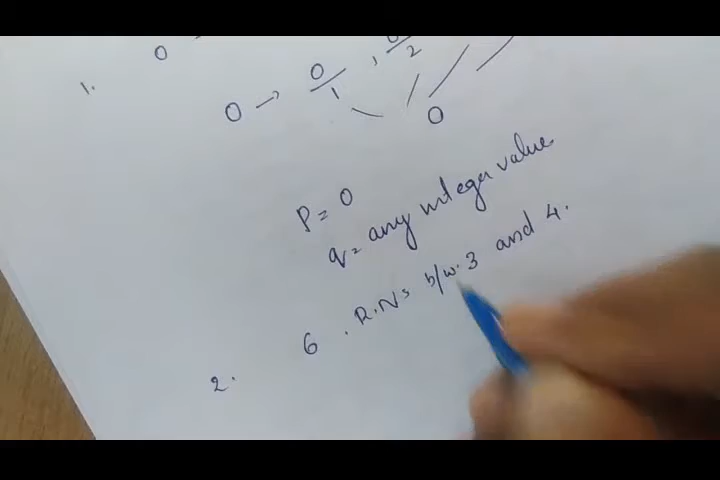 0
1. 0 → 0/1 , 0/2
0
P = 0
q = any integer value
2. 6 . R.N's b/w. 3 and 4.